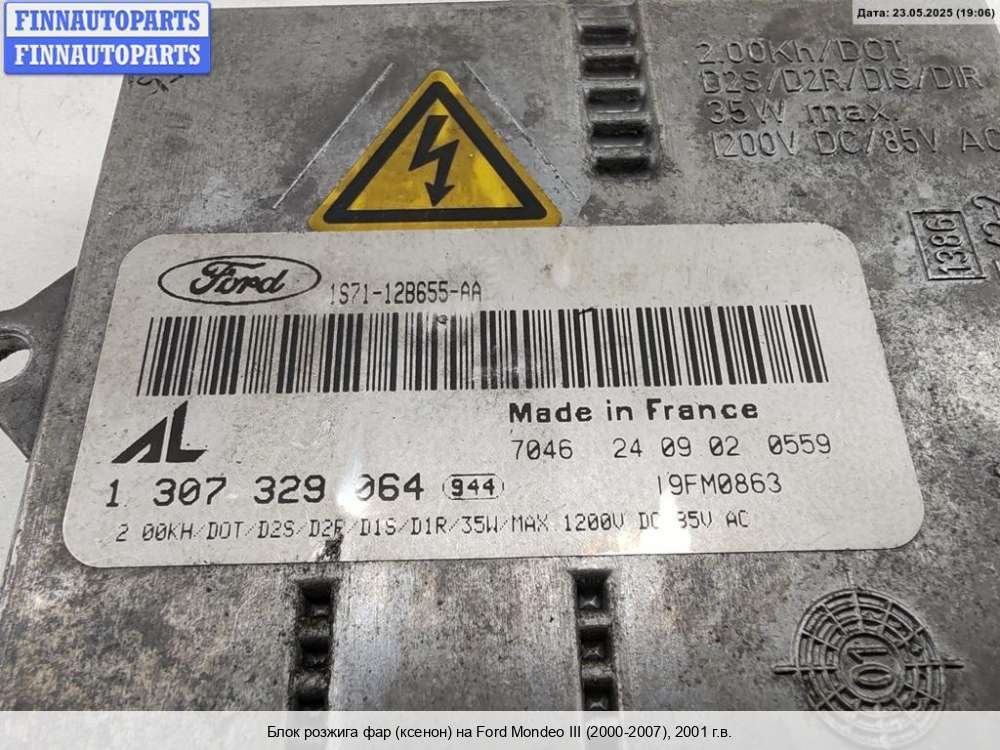 FINNAUTOPARTS
FINNAUTOPARTS
Дата: 23.05.2025 (19:06)
2.00Kh/DOT
D2S/D2R/D1S/D1R
35W max.
1200V DC/85V AC
1386
Ford
1S71-12B655-AA
AL
Made in France
7046 24 09 02 0559
1 307 329 064 944
19FM0863
2 00KH/DOT/D2S/D2R/D1S/D1R/35W/MAX 1200V DC 85V AC
01
Блок розжига фар (ксенон) на Ford Mondeo III (2000-2007), 2001 г.в.